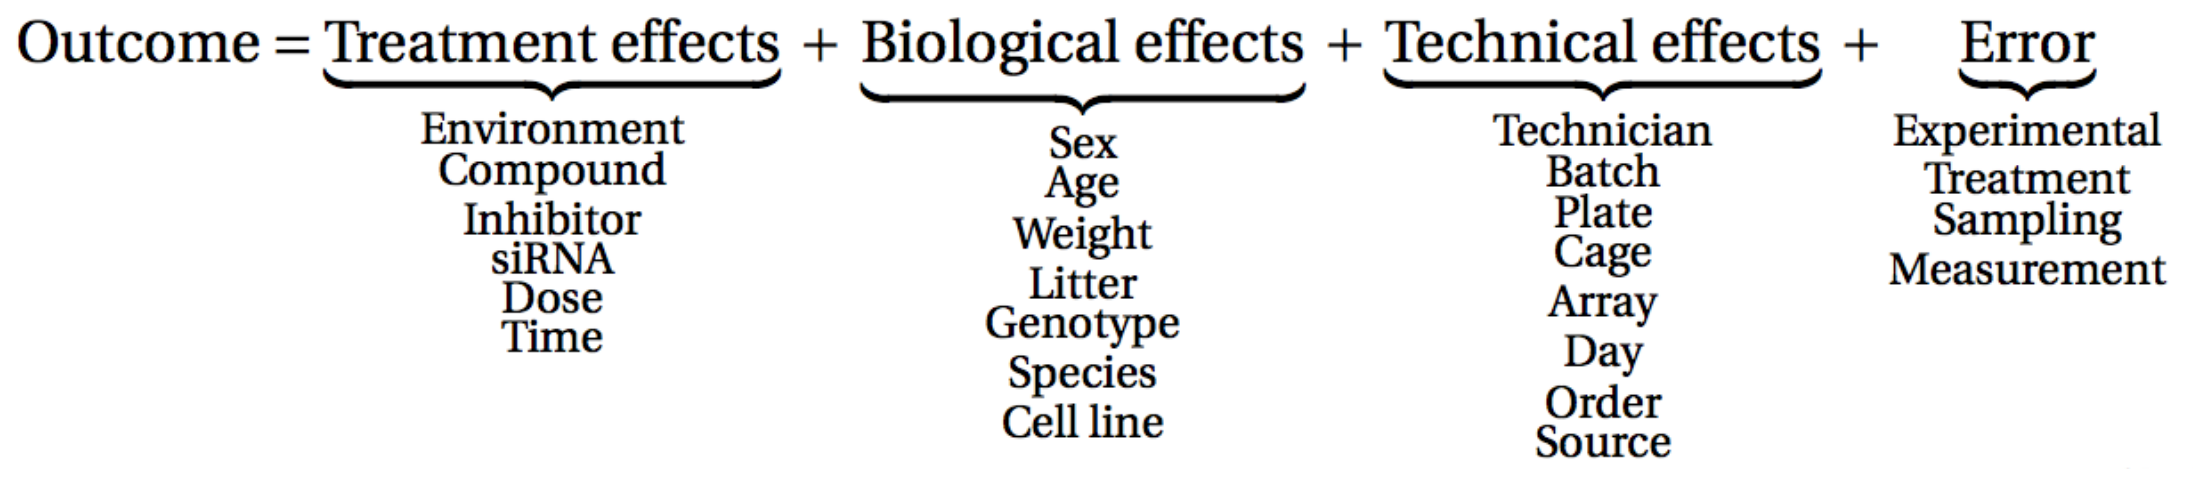 Outcome = Treatment effects + Biological effects + Technical effects + Error
Environment
Compound
Inhibitor
siRNA
Dose
Time
Sex
Age
Weight
Litter
Genotype
Species
Cell line
Technician
Batch
Plate
Cage
Array
Day
Order
Source
Experimental
Treatment
Sampling
Measurement